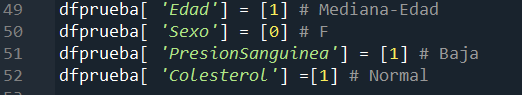 49 dfprueba[ 'Edad'] = [1] # Mediana-Edad
50 dfprueba[ 'Sexo'] = [0] # F
51 dfprueba[ 'PresionSanguinea'] = [1] # Baja
52 dfprueba[ 'Colesterol'] =[1] # Normal